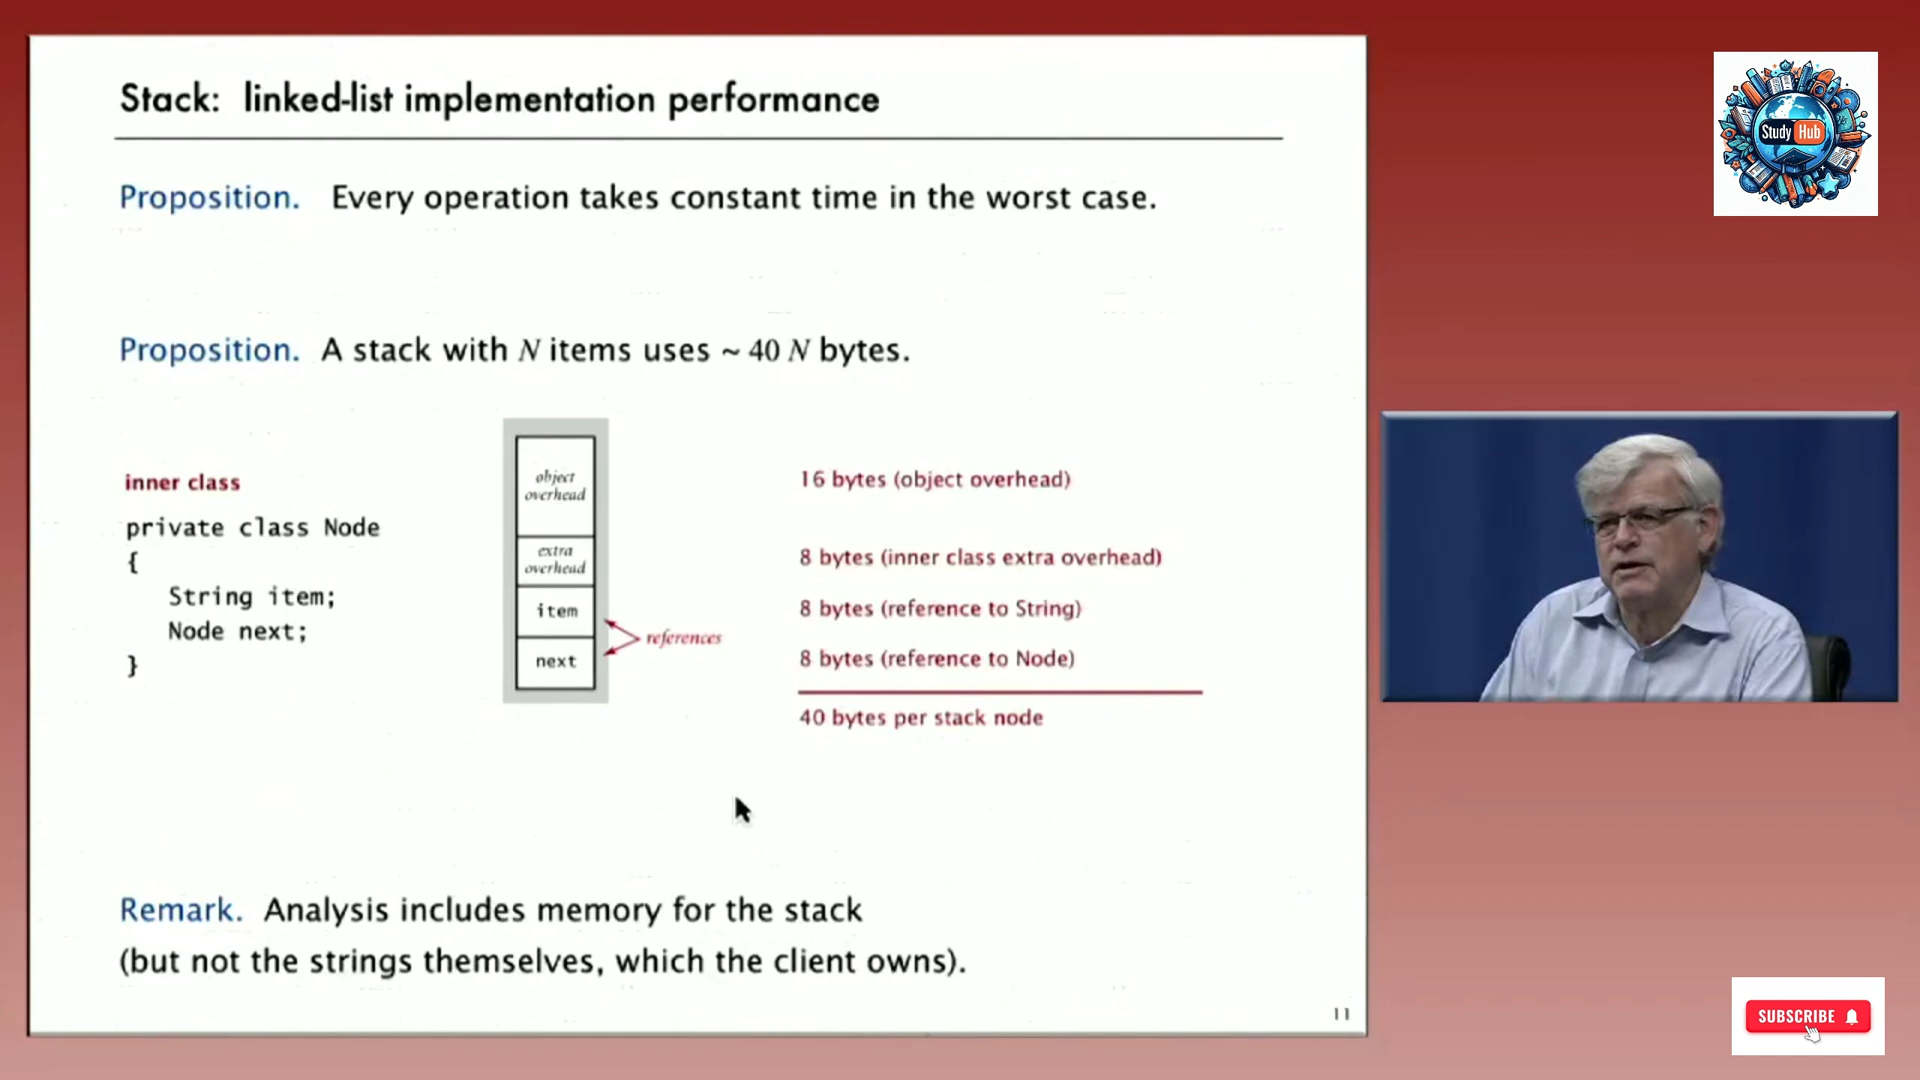 Stack: linked-list implementation performance
Proposition. Every operation takes constant time in the worst case.
Proposition. A stack with N items uses ~ 40 N bytes.
inner class
private class Node
{
String item;
Node next;
}
object
overhead
extra
overhead
item
next
references
16 bytes (object overhead)
8 bytes (inner class extra overhead)
8 bytes (reference to String)
8 bytes (reference to Node)
40 bytes per stack node
Remark. Analysis includes memory for the stack
(but not the strings themselves, which the client owns).
11
Study Hub
SUBSCRIBE